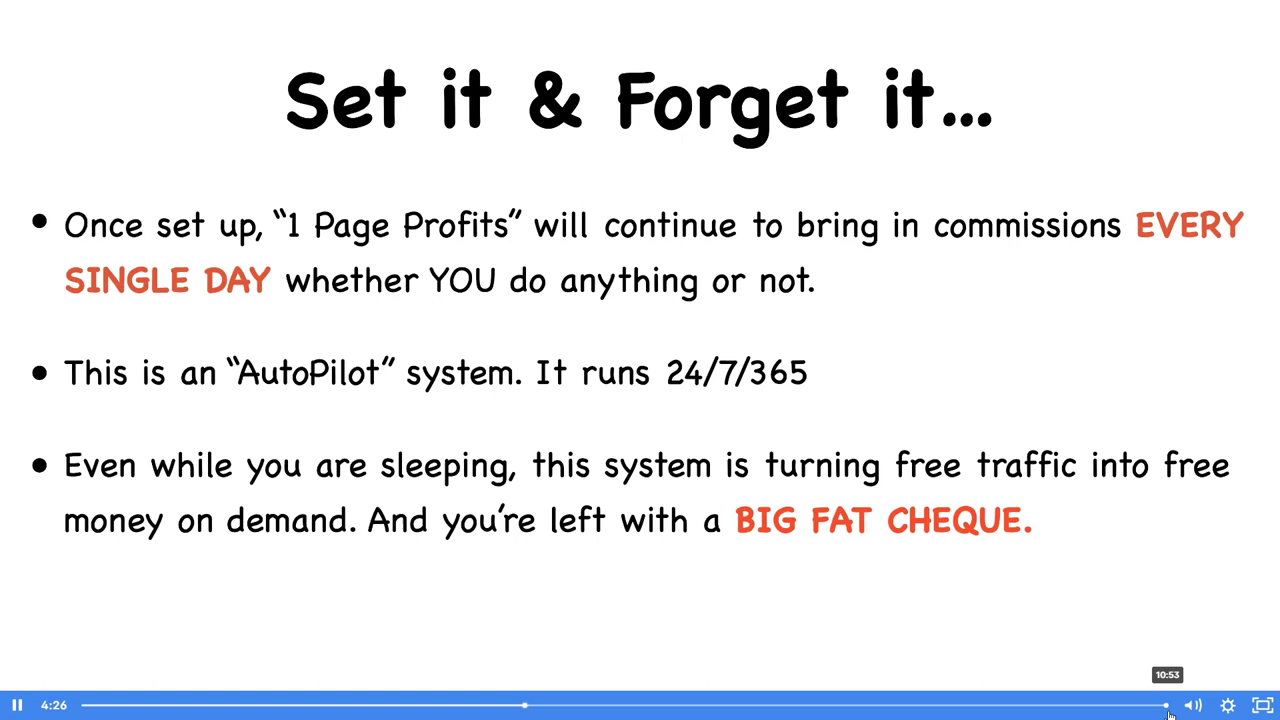 Set it & Forget it...
• Once set up, “1 Page Profits” will continue to bring in commissions EVERY
SINGLE DAY whether YOU do anything or not.
• This is an “AutoPilot” system. It runs 24/7/365
• Even while you are sleeping, this system is turning free traffic into free
money on demand. And you’re left with a BIG FAT CHEQUE.
10:53
4:26